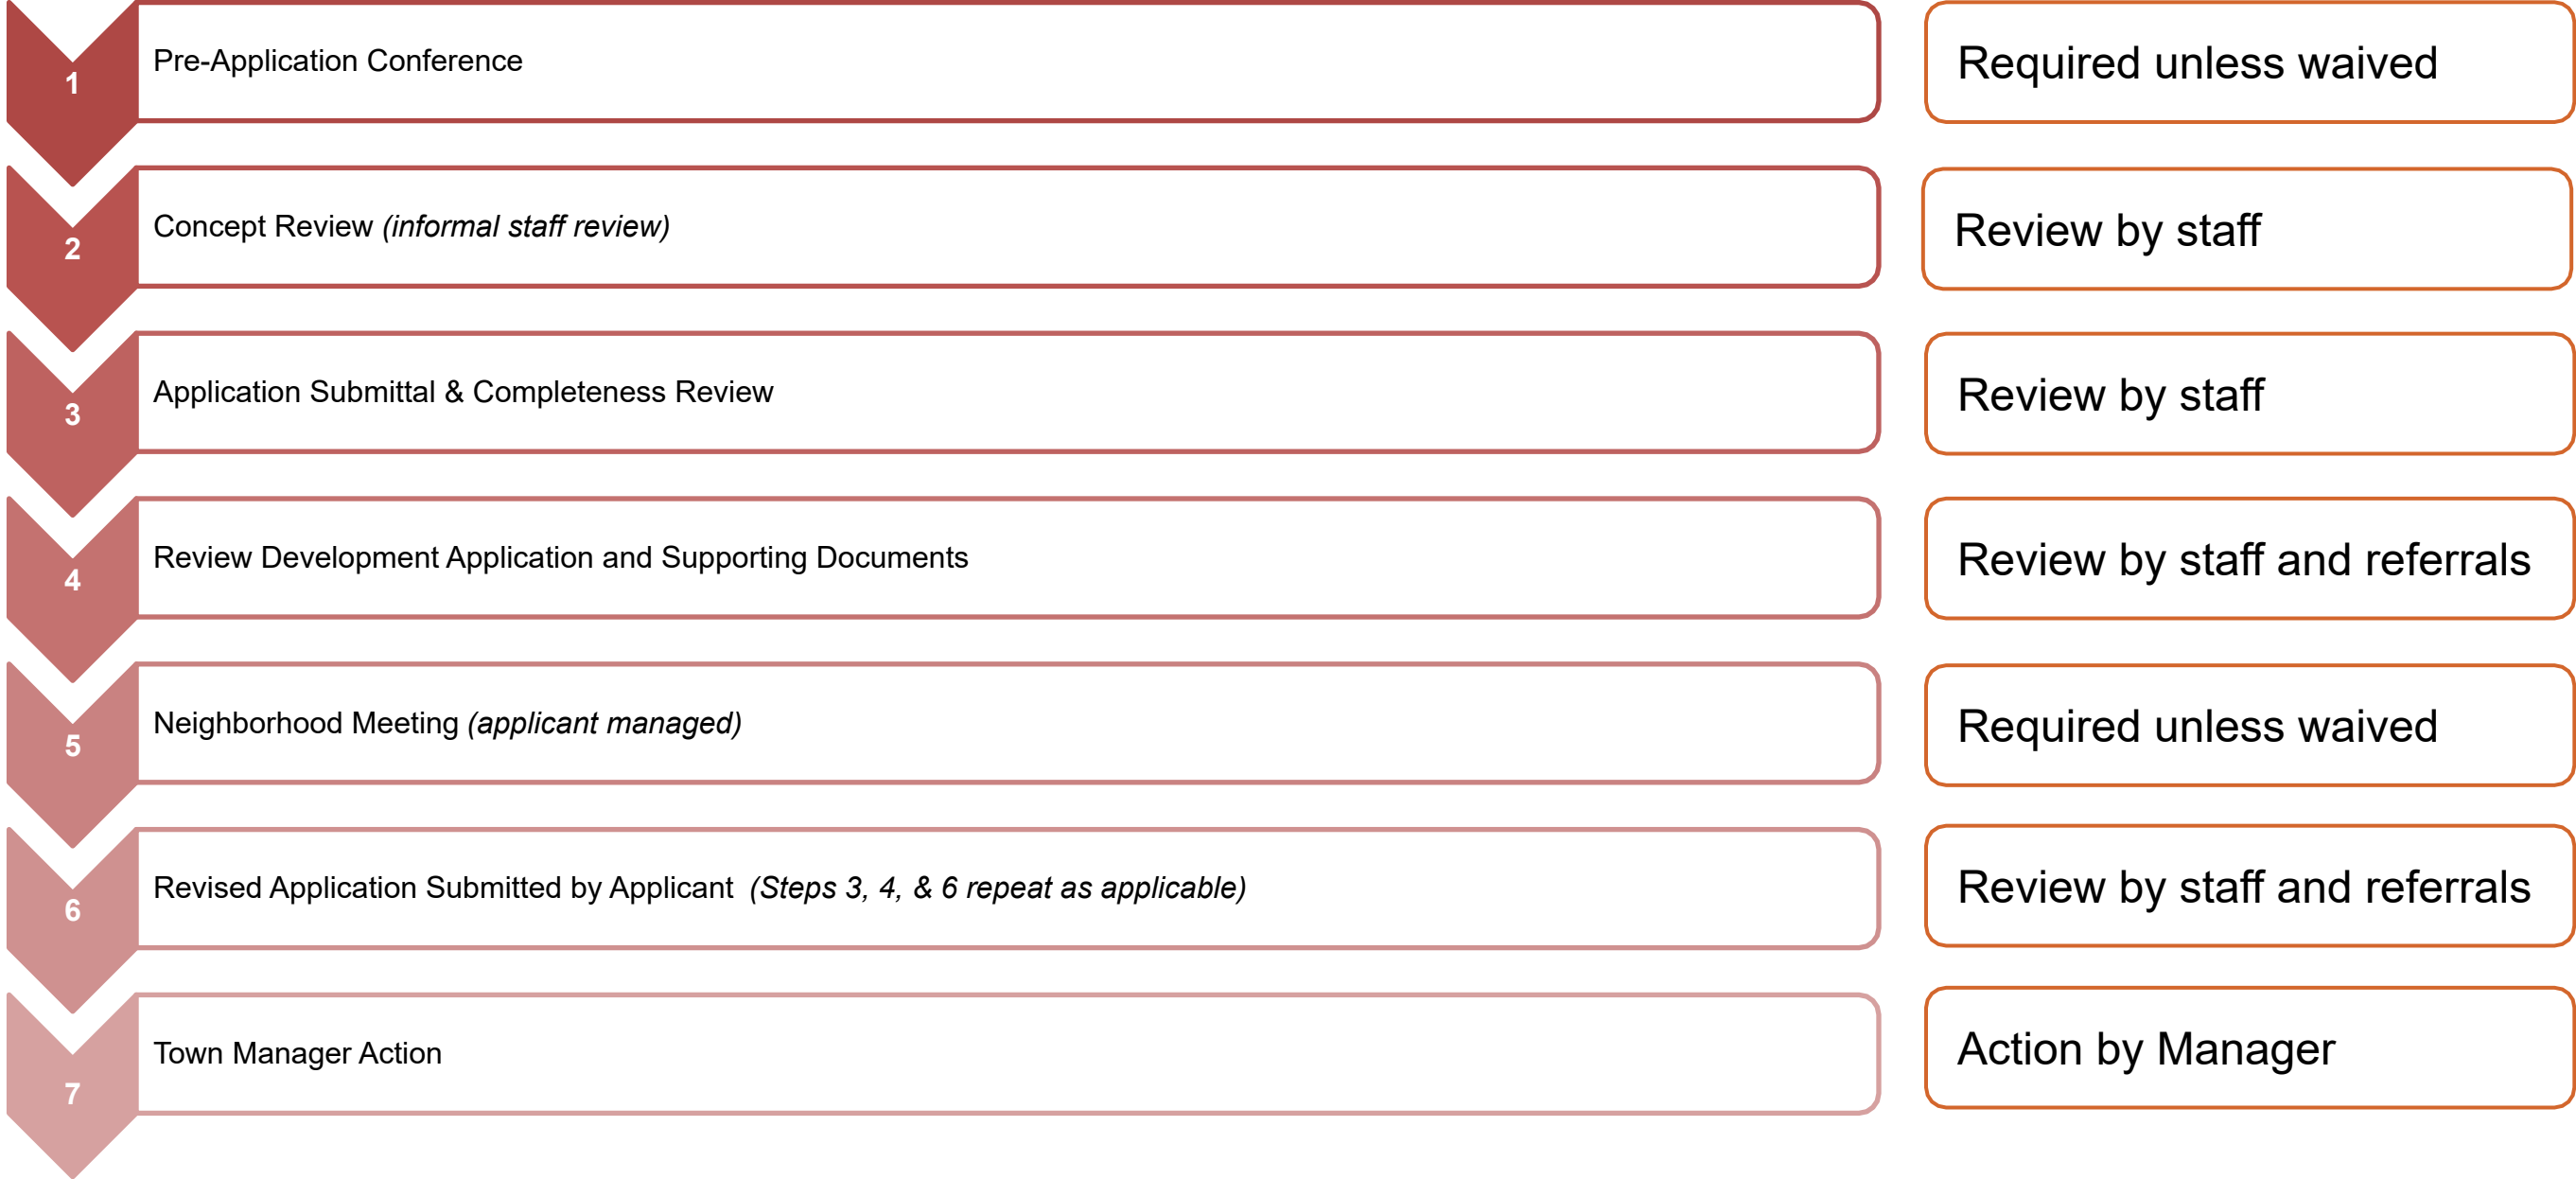 1
Pre-Application Conference
Required unless waived
2
Concept Review (informal staff review)
Review by staff
3
Application Submittal & Completeness Review
Review by staff
4
Review Development Application and Supporting Documents
Review by staff and referrals
5
Neighborhood Meeting (applicant managed)
Required unless waived
6
Revised Application Submitted by Applicant (Steps 3, 4, & 6 repeat as applicable)
Review by staff and referrals
7
Town Manager Action
Action by Manager